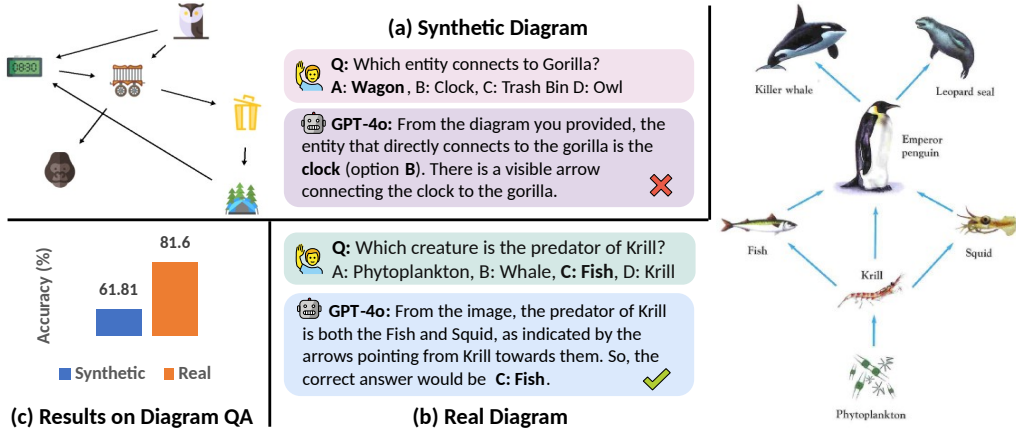 08:30
(a) Synthetic Diagram
Q: Which entity connects to Gorilla?
A: Wagon, B: Clock, C: Trash Bin D: Owl
GPT-4o: From the diagram you provided, the
entity that directly connects to the gorilla is the
clock (option B). There is a visible arrow
connecting the clock to the gorilla.
Killer whale
Leopard seal
Emperor
penguin
Fish
Squid
Krill
Phytoplankton
Accuracy (%)
61.81
81.6
Synthetic
Real
(c) Results on Diagram QA
Q: Which creature is the predator of Krill?
A: Phytoplankton, B: Whale, C: Fish, D: Krill
GPT-4o: From the image, the predator of Krill
is both the Fish and Squid, as indicated by the
arrows pointing from Krill towards them. So, the
correct answer would be C: Fish.
(b) Real Diagram